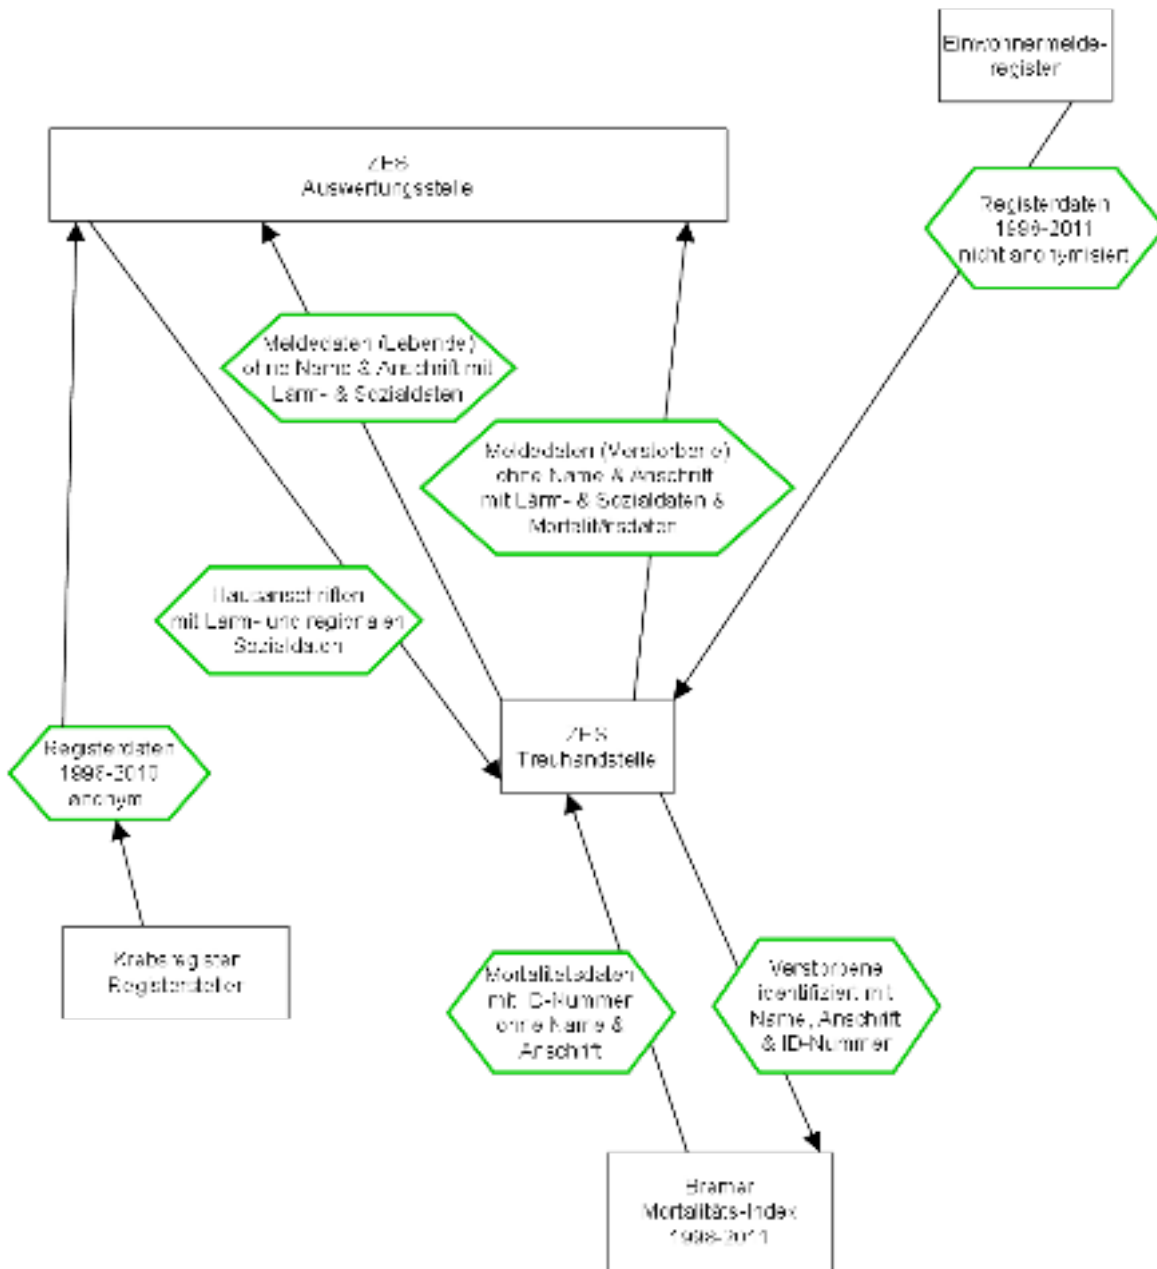 Einwohnermelde-
register
ZES
Auswertungsstelle
Registerdaten
1998-2011
nicht anonymisiert
Meldedaten (Lebende)
ohne Name & Anschrift mit
Lärm- & Sozialdaten
Meldedaten (Verstorbene)
ohne Name & Anschrift
mit Lärm- & Sozialdaten &
Mortalitätsdaten
Hausanschriften
mit Lärm- und regionalen
Sozialdaten
ZES
Treuhandstelle
Registerdaten
1998-2010
anonym
Krebsregister
Mortalitätsdaten
mit ID-Nummer
ohne Name &
Anschrift
Verstorbene
identifiziert mit
Name, Anschrift
& ID-Nummer
Bremer
Mortalitäts-Index
1998-2011